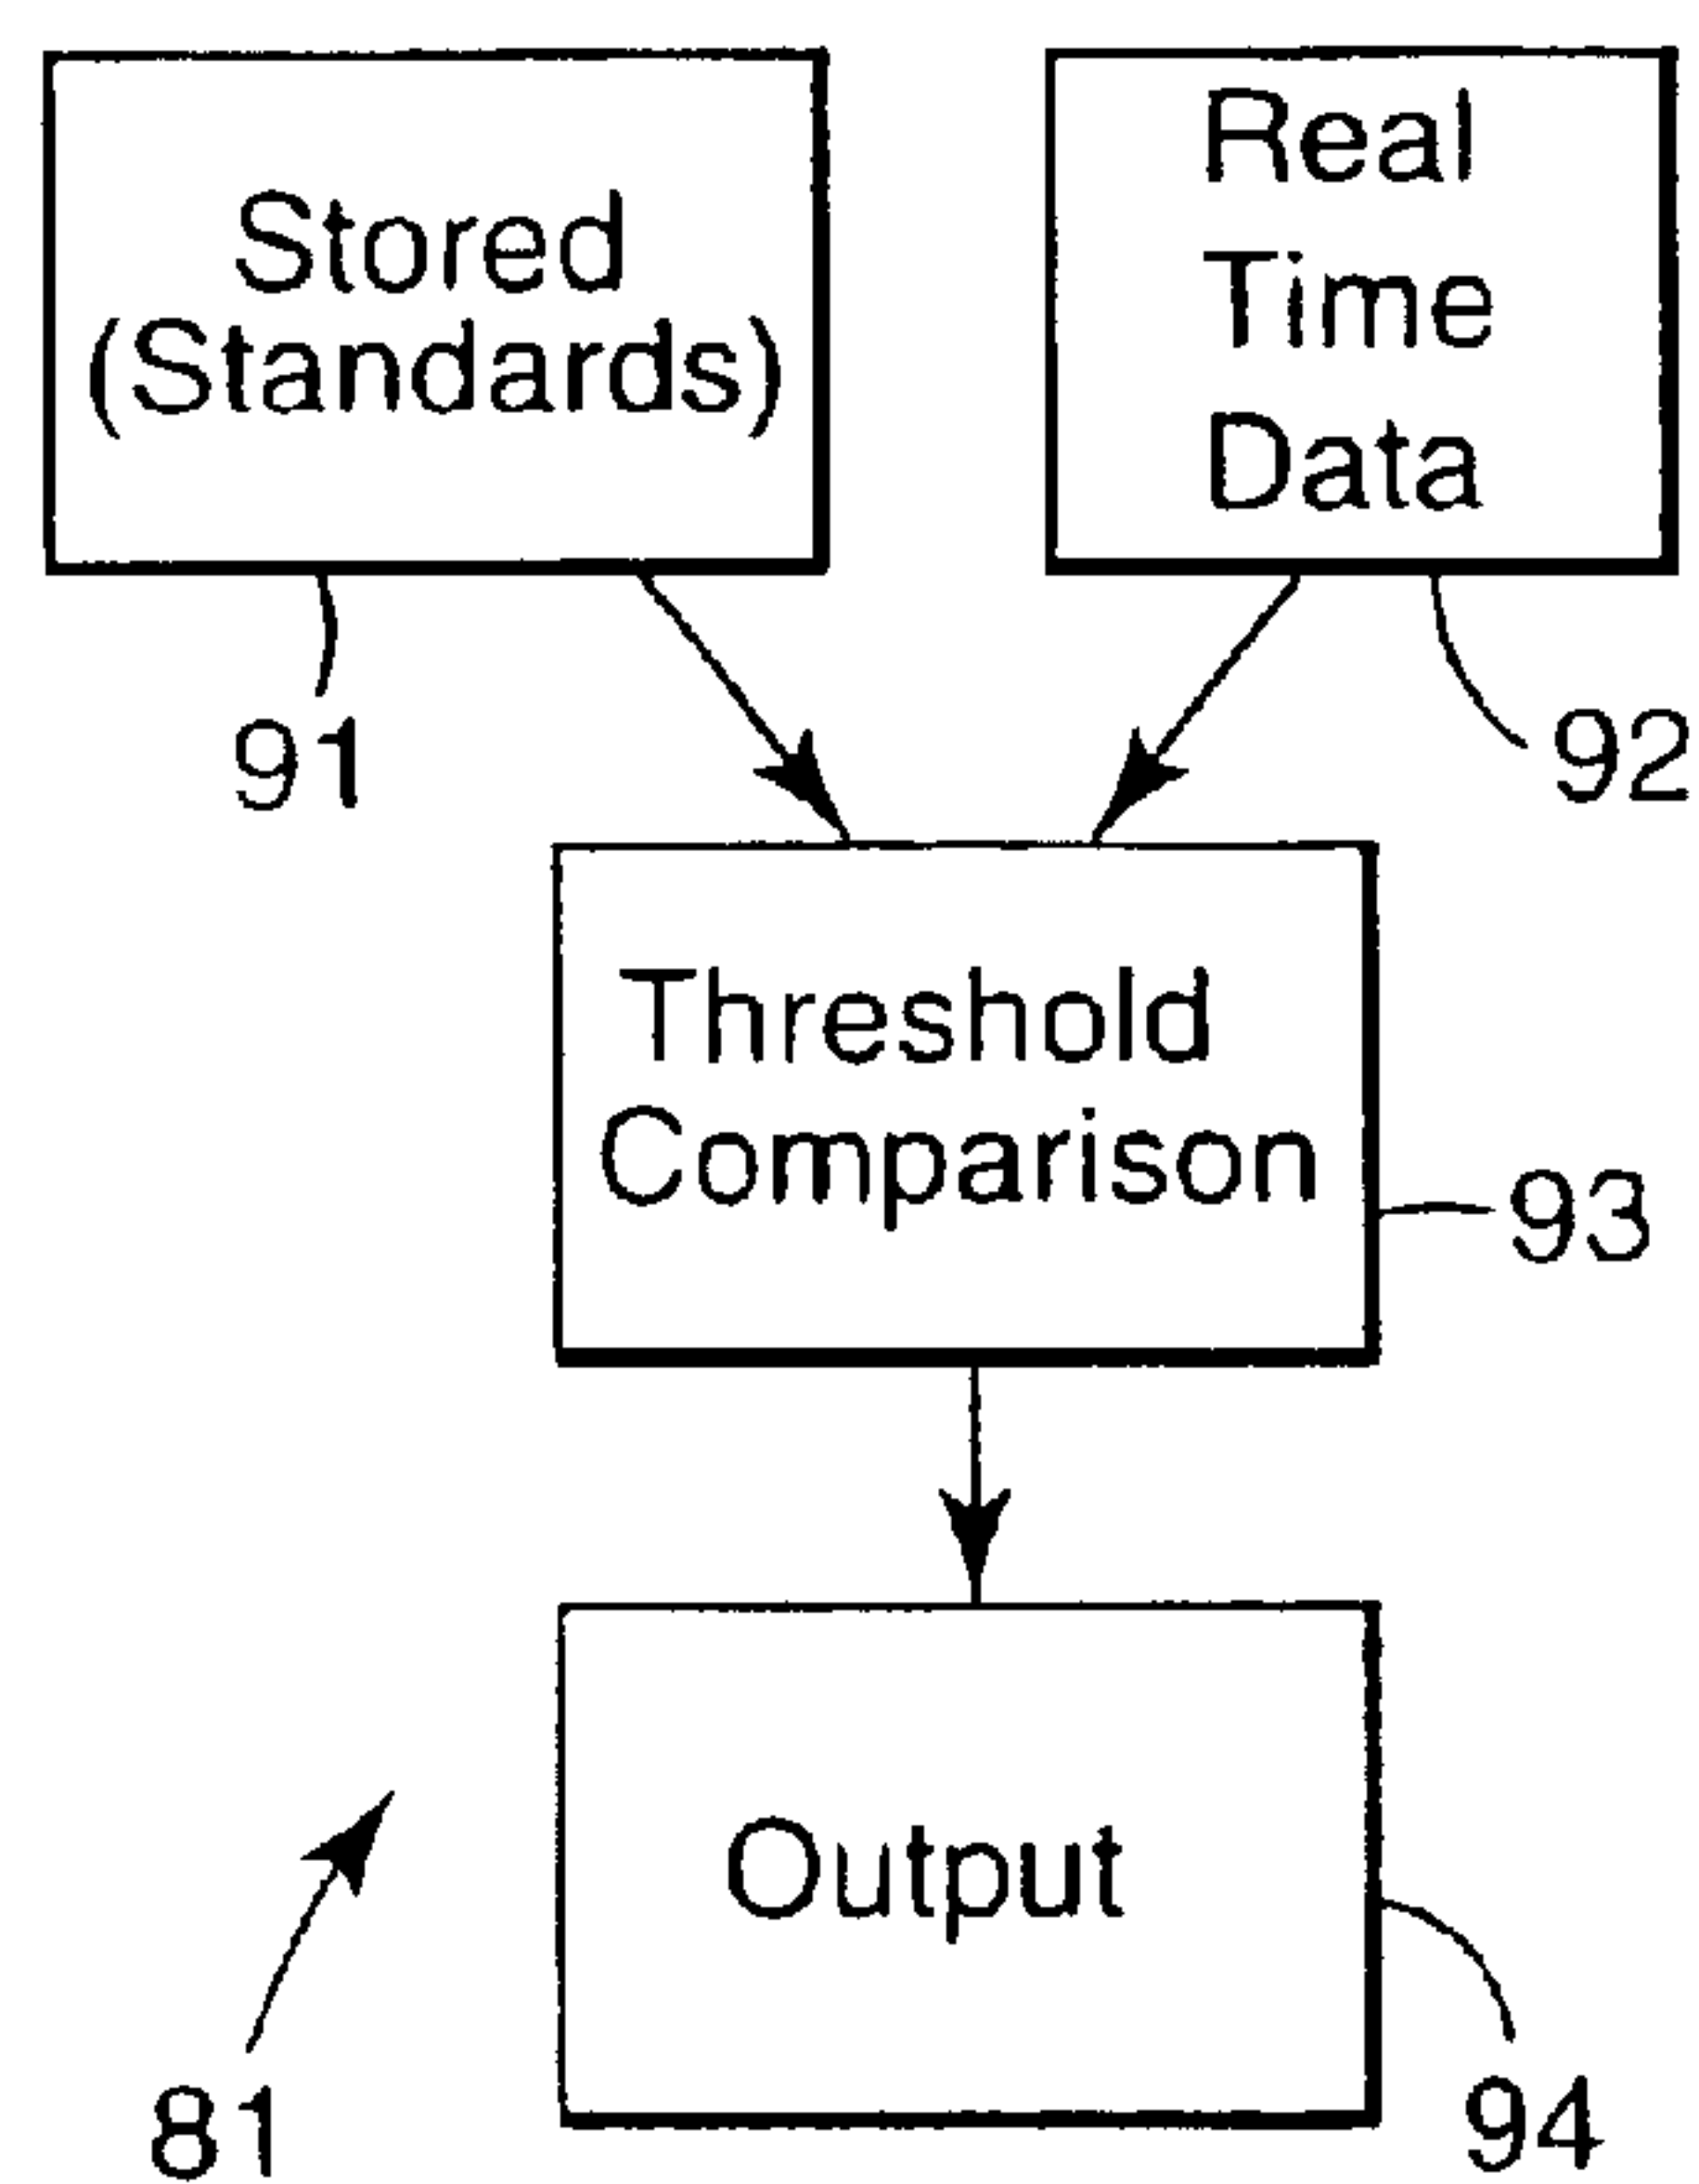 Stored
(Standards)
Real
Time
Data
91
92
Threshold
Comparison
93
Output
81
94